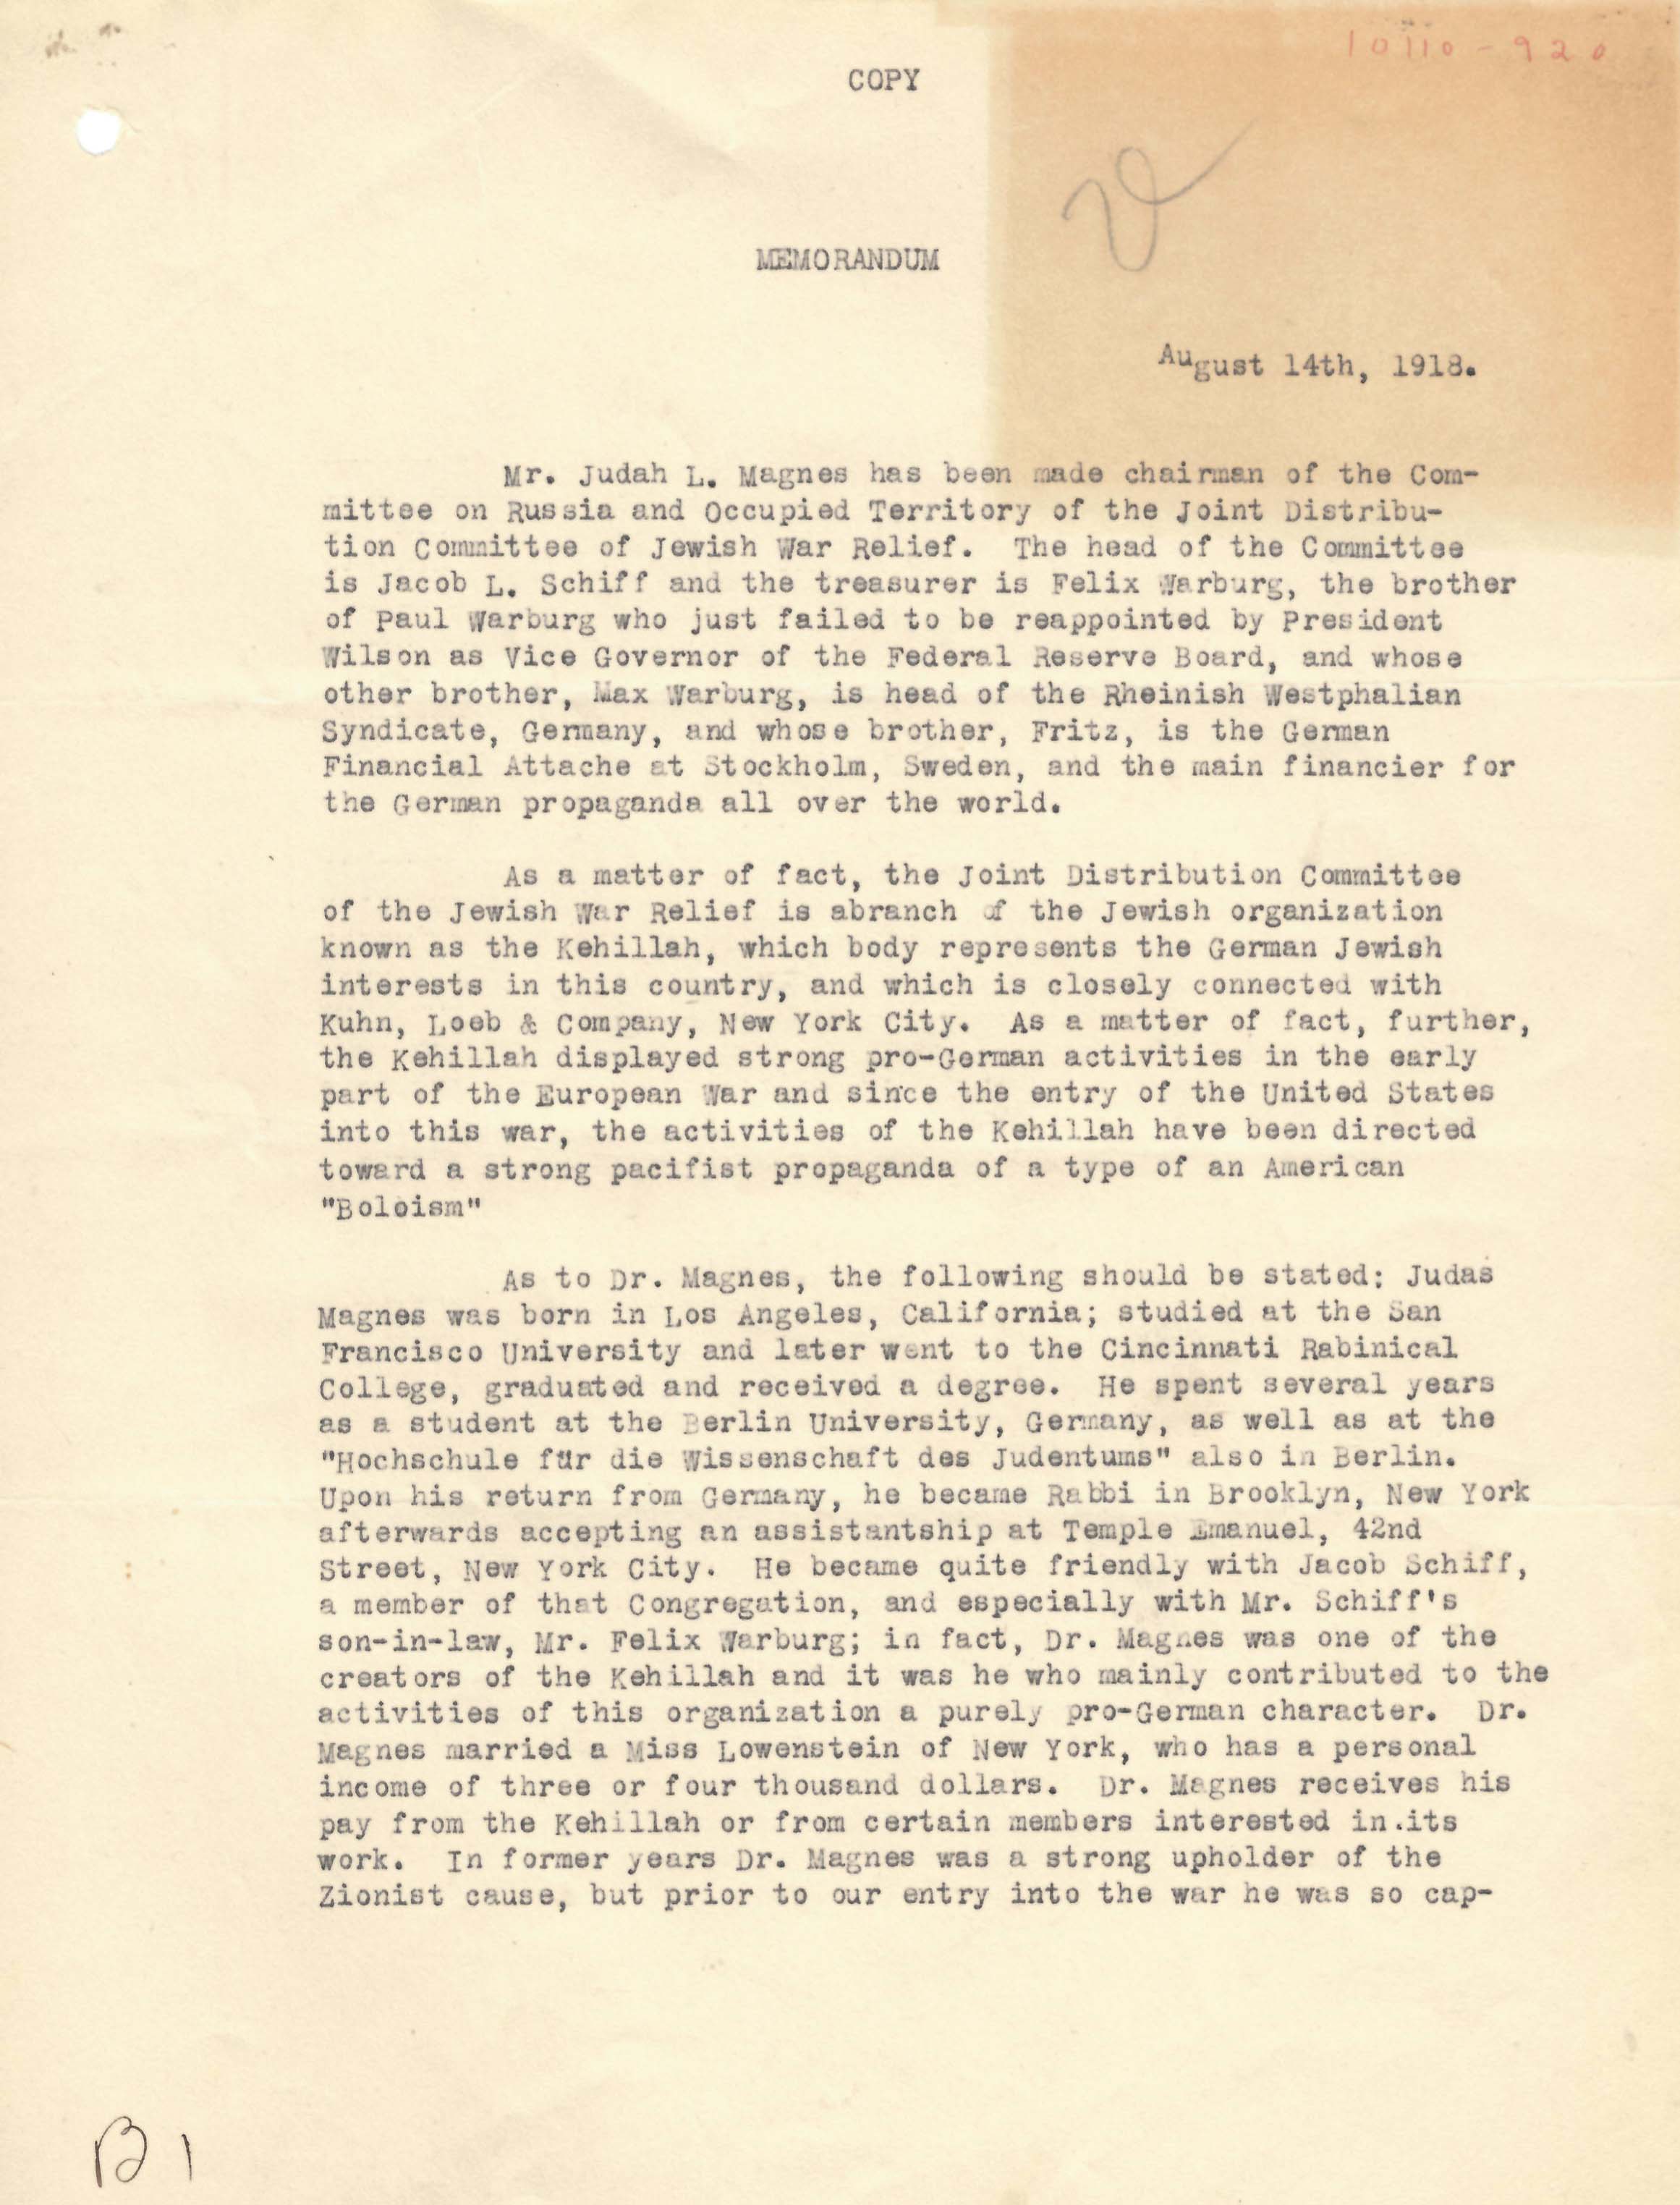 10110-920
COPY
MEMORANDUM
August 14th, 1918.
Mr. Judah L. Magnes has been made chairman of the Com-
mittee on Russia and Occupied Territory of the Joint Distribu-
tion Committee of Jewish War Relief. The head of the Committee
is Jacob L. Schiff and the treasurer is Felix Warburg, the brother
of Paul Warburg who just failed to be reappointed by President
Wilson as Vice Governor of the Federal Reserve Board, and whose
other brother, Max Warburg, is head of the Rheinish Westphalian
Syndicate, Germany, and whose brother, Fritz, is the German
Financial Attache at Stockholm, Sweden, and the main financier for
the German propaganda all over the world.
As a matter of fact, the Joint Distribution Committee
of the Jewish War Relief is abranch of the Jewish organization
known as the Kehillah, which body represents the German Jewish
interests in this country, and which is closely connected with
Kuhn, Loeb & Company, New York City. As a matter of fact, further,
the Kehillah displayed strong pro-German activities in the early
part of the European War and since the entry of the United States
into this war, the activities of the Kehillah have been directed
toward a strong pacifist propaganda of a type of an American
"Boloism"
As to Dr. Magnes, the following should be stated: Judas
Magnes was born in Los Angeles, California; studied at the San
Francisco University and later went to the Cincinnati Rabinical
College, graduated and received a degree. He spent several years
as a student at the Berlin University, Germany, as well as at the
"Hochschule für die Wissenschaft des Judentums" also in Berlin.
Upon his return from Germany, he became Rabbi in Brooklyn, New York
afterwards accepting an assistantship at Temple Emanuel, 42nd
Street, New York City. He became quite friendly with Jacob Schiff,
a member of that Congregation, and especially with Mr. Schiff's
son-in-law, Mr. Felix Warburg; in fact, Dr. Magnes was one of the
creators of the Kehillah and it was he who mainly contributed to the
activities of this organization a purely pro-German character. Dr.
Magnes married a Miss Lowenstein of New York, who has a personal
income of three or four thousand dollars. Dr. Magnes receives his
pay from the Kehillah or from certain members interested in.its
work. In former years Dr. Magnes was a strong upholder of the
Zionist cause, but prior to our entry into the war he was so cap-
B1